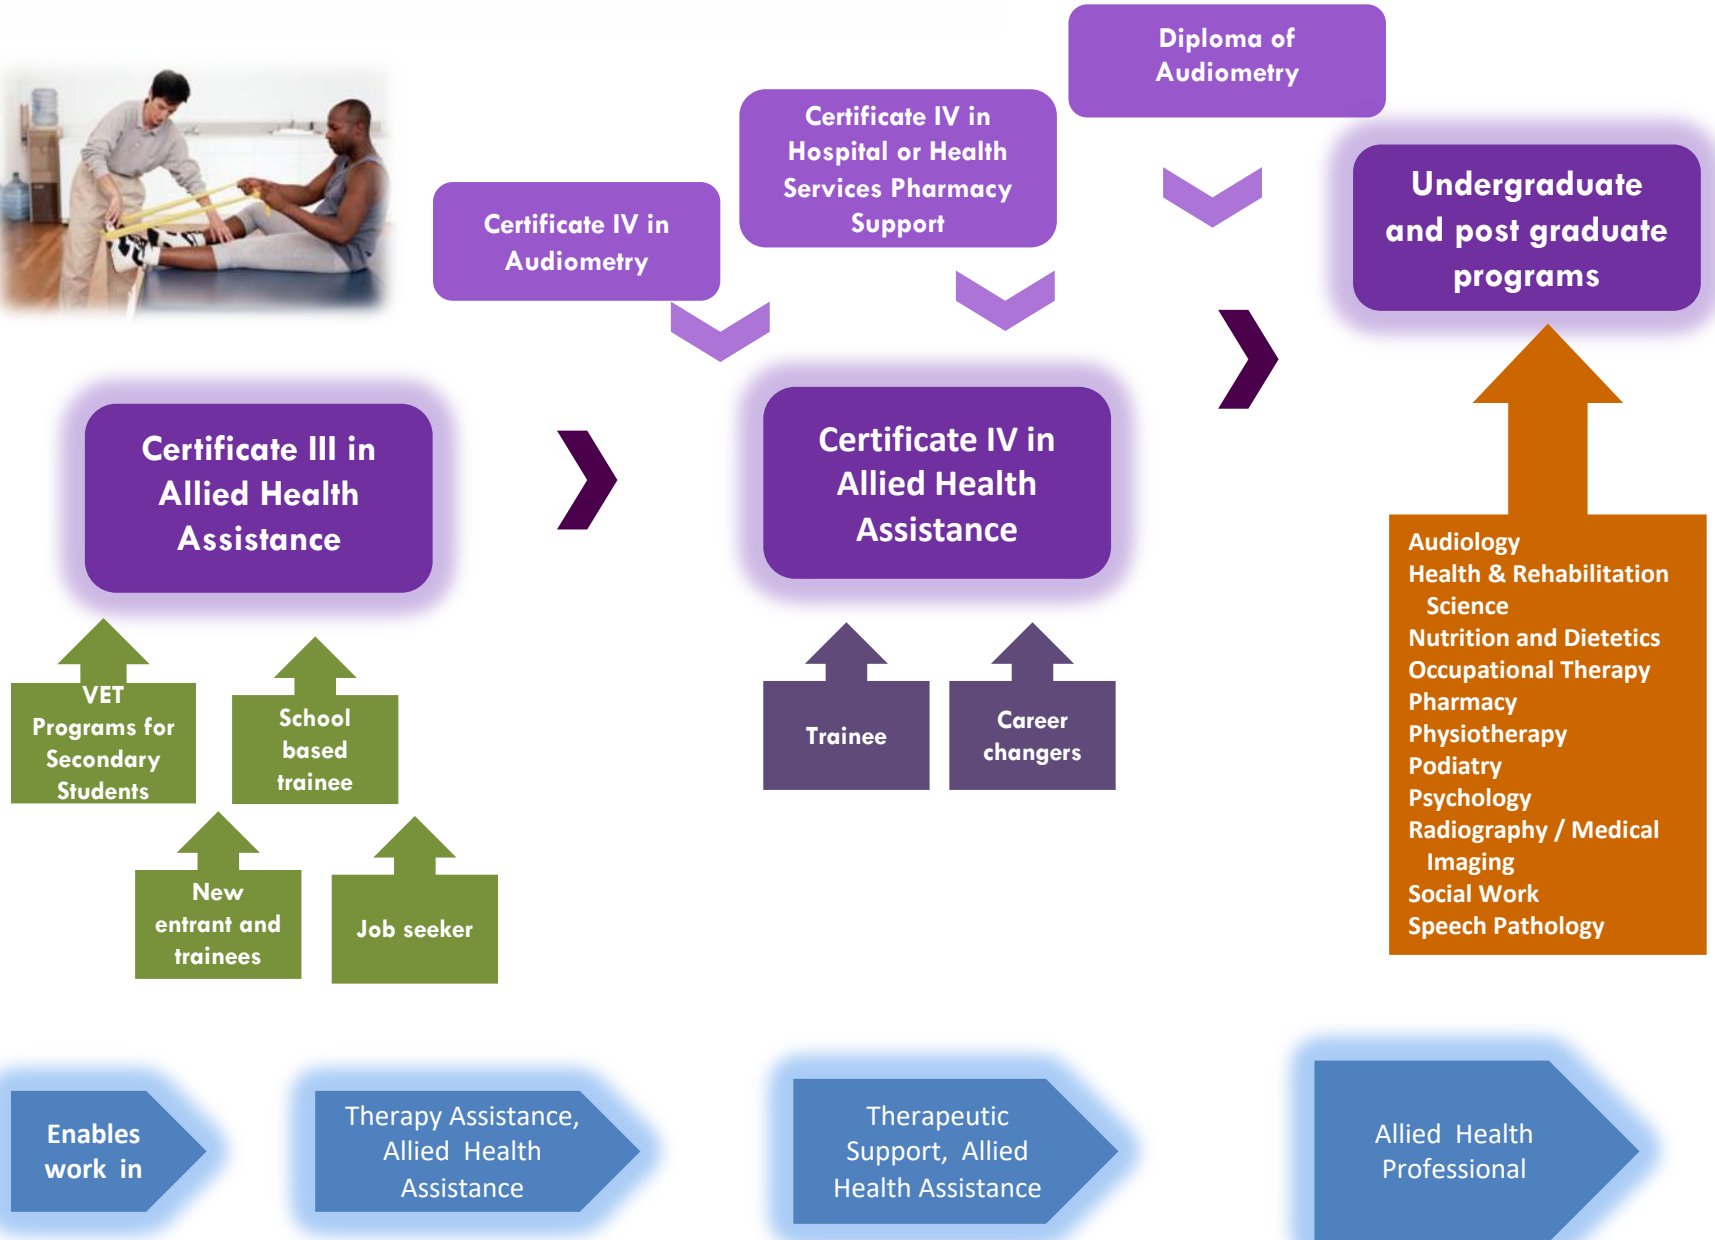 Diploma of
Audiometry
Certificate IV in
Hospital or Health
Services Pharmacy
Support
Certificate IV in
Audiometry
Undergraduate
and post graduate
programs
Certificate III in
Allied Health
Assistance
Certificate IV in
Allied Health
Assistance
VET
Programs for
Secondary
Students
School
based
trainee
New
entrant and
trainees
Job seeker
Trainee
Career
changers
Audiology
Health & Rehabilitation
Science
Nutrition and Dietetics
Occupational Therapy
Pharmacy
Physiotherapy
Podiatry
Psychology
Radiography / Medical
Imaging
Social Work
Speech Pathology
Enables
work in
Therapy Assistance,
Allied Health
Assistance
Therapeutic
Support, Allied
Health Assistance
Allied Health
Professional